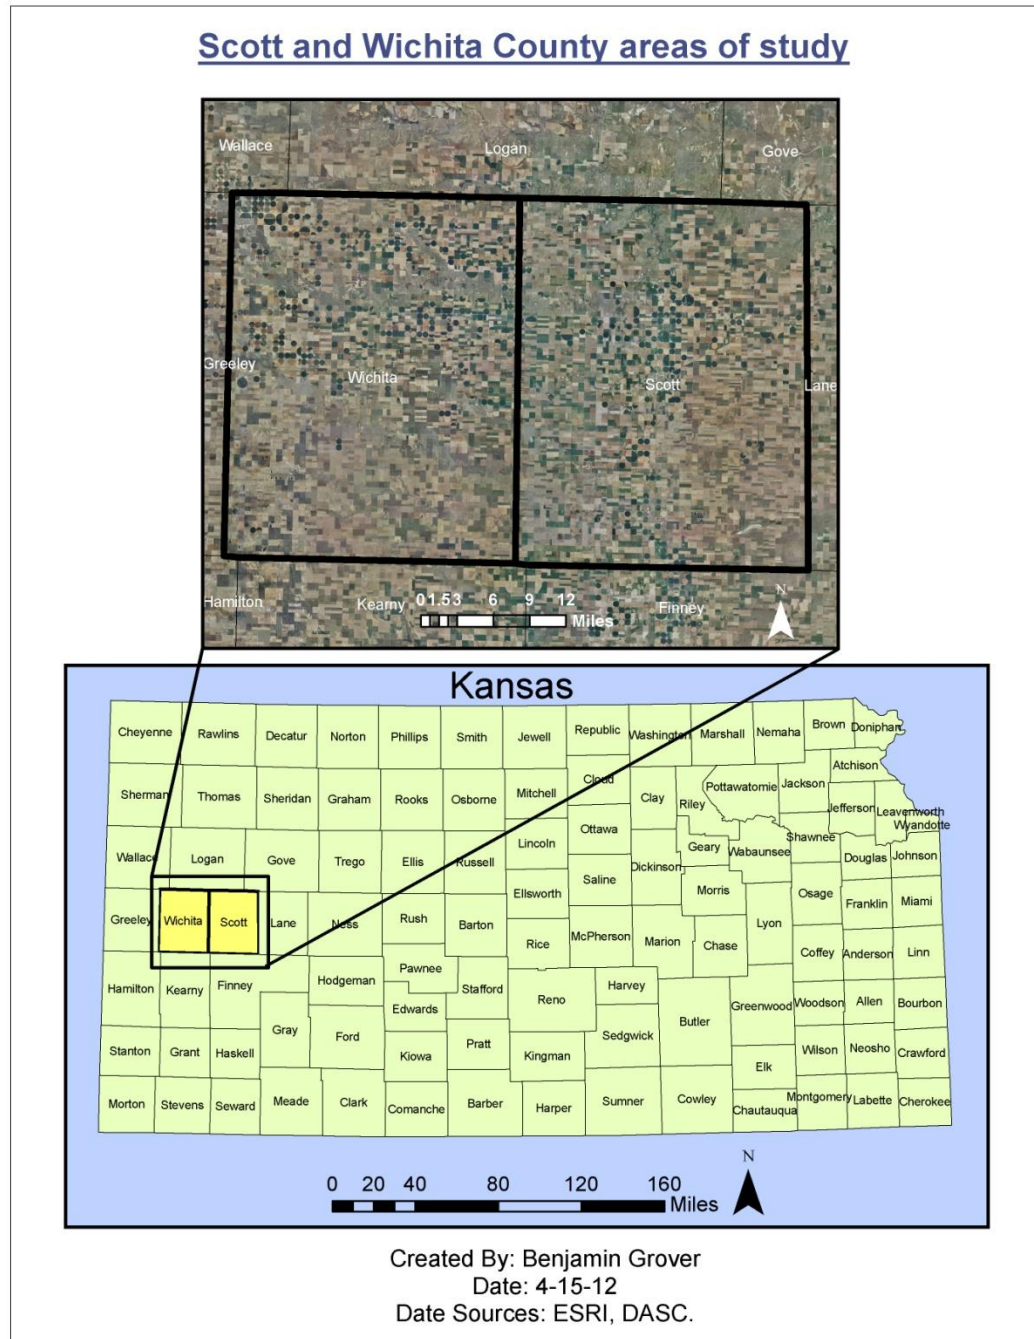 Scott and Wichita County areas of study
Wallace Logan Gove
Greeley Wichita Scott Lane
Hamilton Kearny Finney
0 1.5 3 6 9 12
Miles
N
Kansas
Cheyenne Rawlins Decatur Norton Phillips Smith Jewell Republic Washington Marshall Nemaha Brown Doniphan
Atchison
Sherman Thomas Sheridan Graham Rooks Osborne Mitchell Cloud Clay Riley Pottawatomie Jackson Jefferson Leavenworth
Wyandotte
Wallace Logan Gove Trego Ellis Russell Lincoln Ottawa Dickinson Geary Wabaunsee Shawnee Douglas Johnson
Ellsworth Saline Morris Osage Franklin Miami
Greeley Wichita Scott Lane Ness Rush Barton Rice McPherson Marion Chase Lyon Coffey Anderson Linn
Hamilton Kearny Finney Hodgeman Pawnee Stafford Reno Harvey Greenwood Woodson Allen Bourbon
Edwards
Gray Ford Sedgwick Butler
Stanton Grant Haskell Kiowa Pratt Kingman Elk Wilson Neosho Crawford
Morton Stevens Seward Meade Clark Comanche Barber Harper Sumner Cowley Chautauqua Montgomery Labette Cherokee
0 20 40 80 120 160
Miles
N
Created By: Benjamin Grover
Date: 4-15-12
Date Sources: ESRI, DASC.